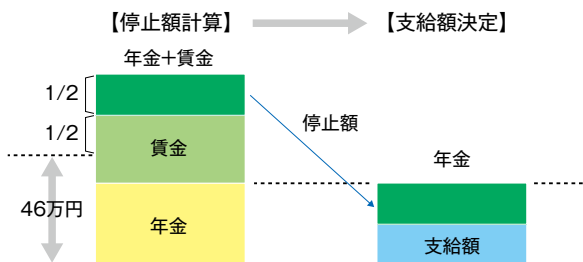 【停止額計算】
【支給額決定】
年金+賃金
1/2
1/2
賃金
停止額
年金
46万円
年金
支給額